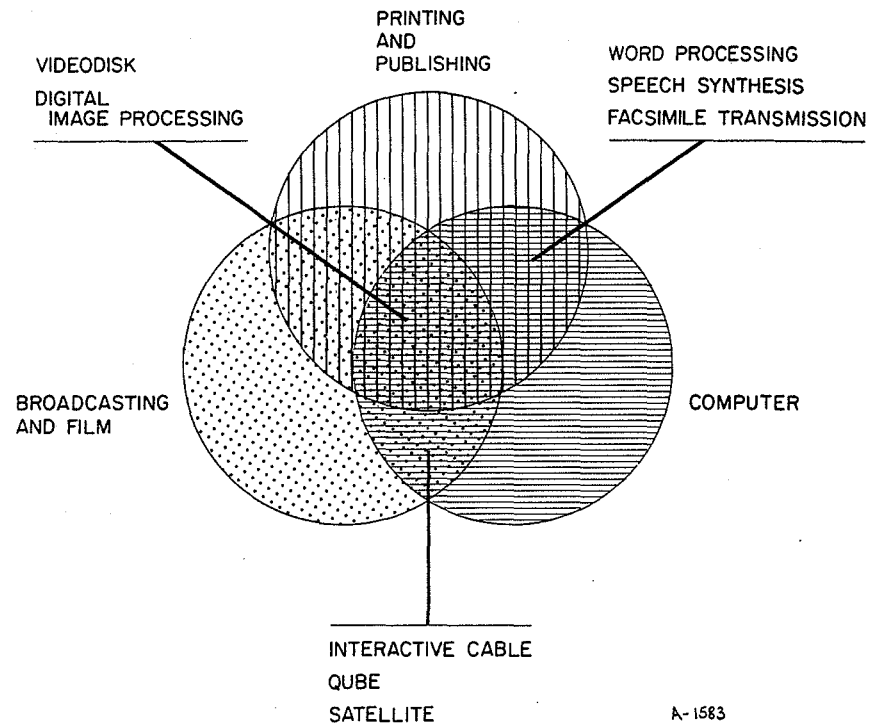 PRINTING
AND
PUBLISHING
VIDEODISK
DIGITAL
IMAGE PROCESSING
WORD PROCESSING
SPEECH SYNTHESIS
FACSIMILE TRANSMISSION
BROADCASTING
AND FILM
COMPUTER
INTERACTIVE CABLE
QUBE
SATELLITE
A-1583